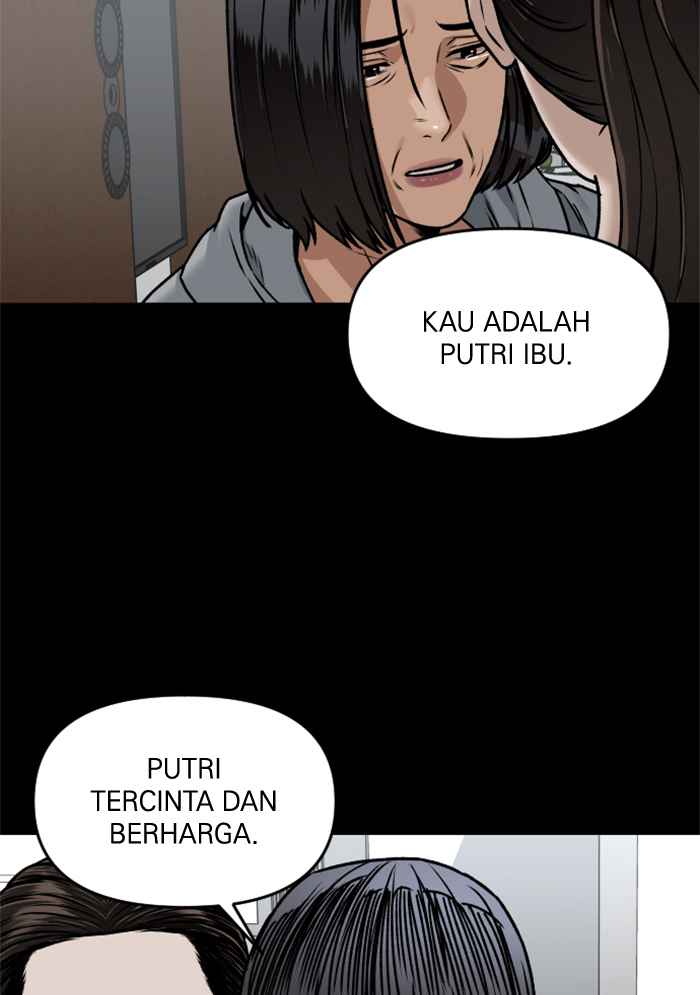 KAU ADALAH
PUTRI IBU.
PUTRI
TERCINTA DAN
BERHARGA.